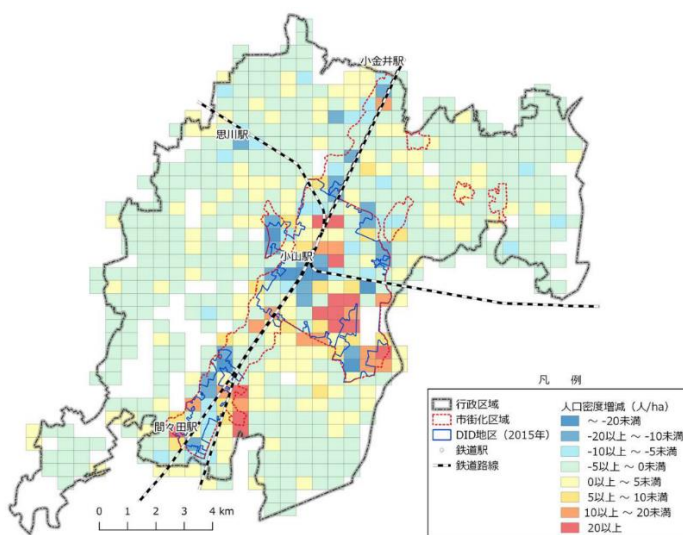 小金井駅
思川駅
小山駅
間々田駅
0 1 2 3 4 km
凡 例
行政区域
市街化区域
DID地区（2015年）
鉄道駅
鉄道路線
人口密度増減（人/ha）
～ -20未満
-20以上 ～ -10未満
-10以上 ～ -5未満
-5以上 ～ 0未満
0以上 ～ 5未満
5以上 ～ 10未満
10以上 ～ 20未満
20以上